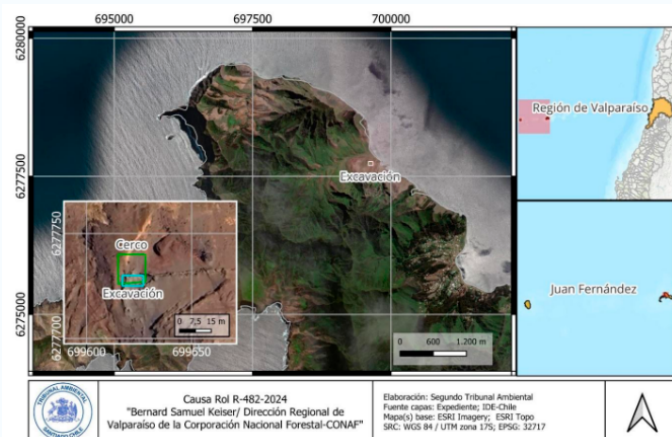 695000 697500 700000
6280000
Región de Valparaíso
Excavación
6277500
6277750
Cerco
Excavación
Juan Fernández
0 7,5 15 m
6277700
699600 699650
6275000
0 600 1.200 m
TRIBUNAL AMBIENTAL
Causa Rol R-482-2024
"Bernard Samuel Keiser/ Dirección Regional de
Valparaíso de la Corporación Nacional Forestal-CONAF"
Elaboración: Segundo Tribunal Ambiental
Fuente capas: Expediente; IDE-Chile
Mapa(s) base: ESRI Imagery; ESRI Topo
SRC: WGS 84 / UTM zona 17S; EPSG: 32717